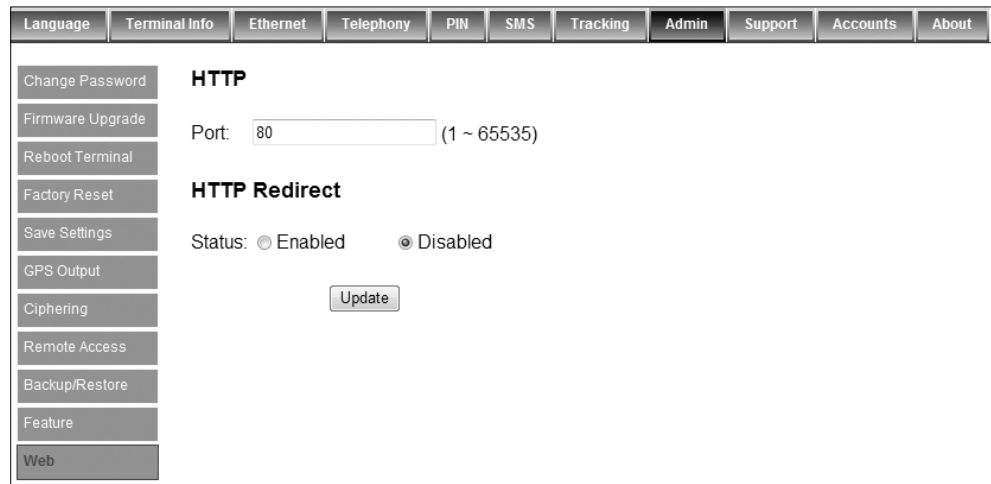 Language Terminal Info Ethernet Telephony PIN SMS Tracking Admin Support Accounts About
Change Password
Firmware Upgrade
Reboot Terminal
Factory Reset
Save Settings
GPS Output
Ciphering
Remote Access
Backup/Restore
Feature
Web
HTTP
Port: 80 (1 ~ 65535)
HTTP Redirect
Status: Enabled Disabled
Update